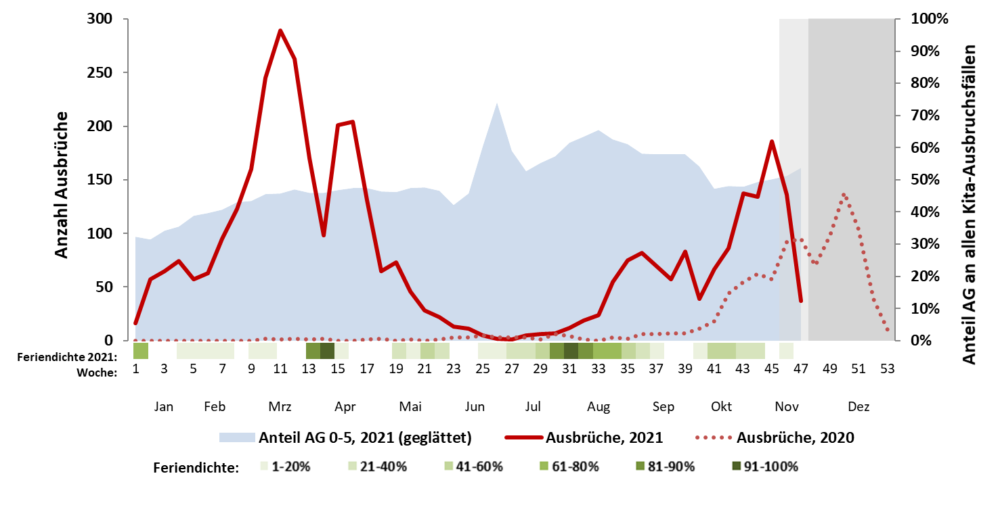 Anzahl Ausbrüche
300
250
200
150
100
50
0
100%
90%
80%
70%
60%
50%
40%
30%
20%
10%
0%
Anteil AG an allen Kita-Ausbruchsfällen
Feriendichte 2021:
Woche: 1 3 5 7 9 11 13 15 17 19 21 23 25 27 29 31 33 35 37 39 41 43 45 47 49 51 53
Jan Feb Mrz Apr Mai Jun Jul Aug Sep Okt Nov Dez
Anteil AG 0-5, 2021 (geglättet) Ausbrüche, 2021 Ausbrüche, 2020
Feriendichte: 1-20% 21-40% 41-60% 61-80% 81-90% 91-100%